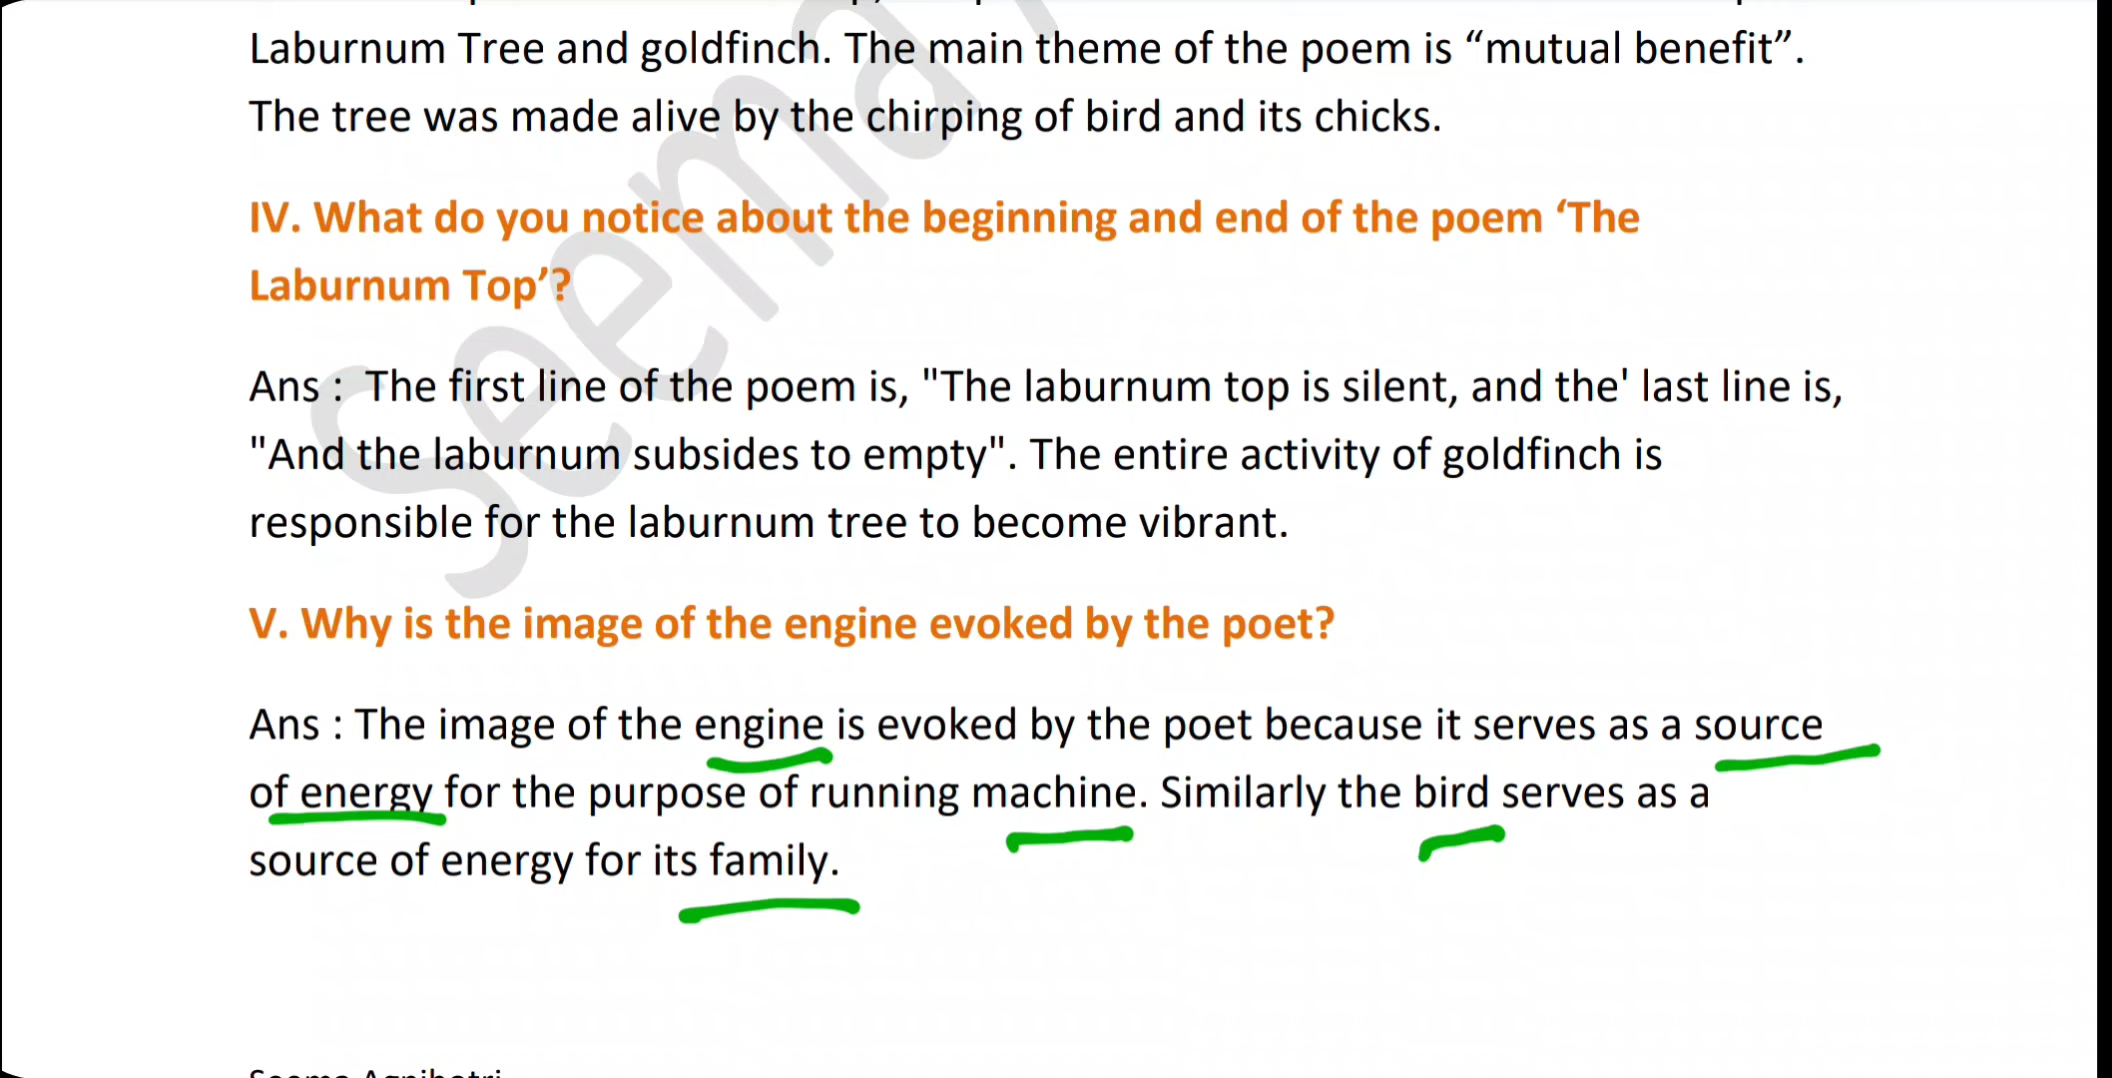 Laburnum Tree and goldfinch. The main theme of the poem is “mutual benefit”.
The tree was made alive by the chirping of bird and its chicks.
IV. What do you notice about the beginning and end of the poem ‘The
Laburnum Top’?
Ans :  The first line of the poem is, "The laburnum top is silent, and the' last line is,
"And the laburnum subsides to empty". The entire activity of goldfinch is
responsible for the laburnum tree to become vibrant.
V. Why is the image of the engine evoked by the poet?
Ans : The image of the engine is evoked by the poet because it serves as a source
of energy for the purpose of running machine. Similarly the bird serves as a
source of energy for its family.
Seema